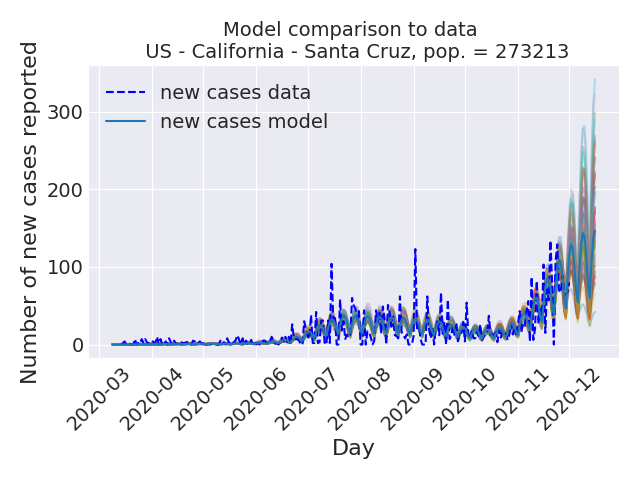 Model comparison to data
US - California - Santa Cruz, pop. = 273213
Number of new cases reported
300
200
100
0
new cases data
new cases model
2020-03
2020-04
2020-05
2020-06
2020-07
2020-08
2020-09
2020-10
2020-11
2020-12
Day